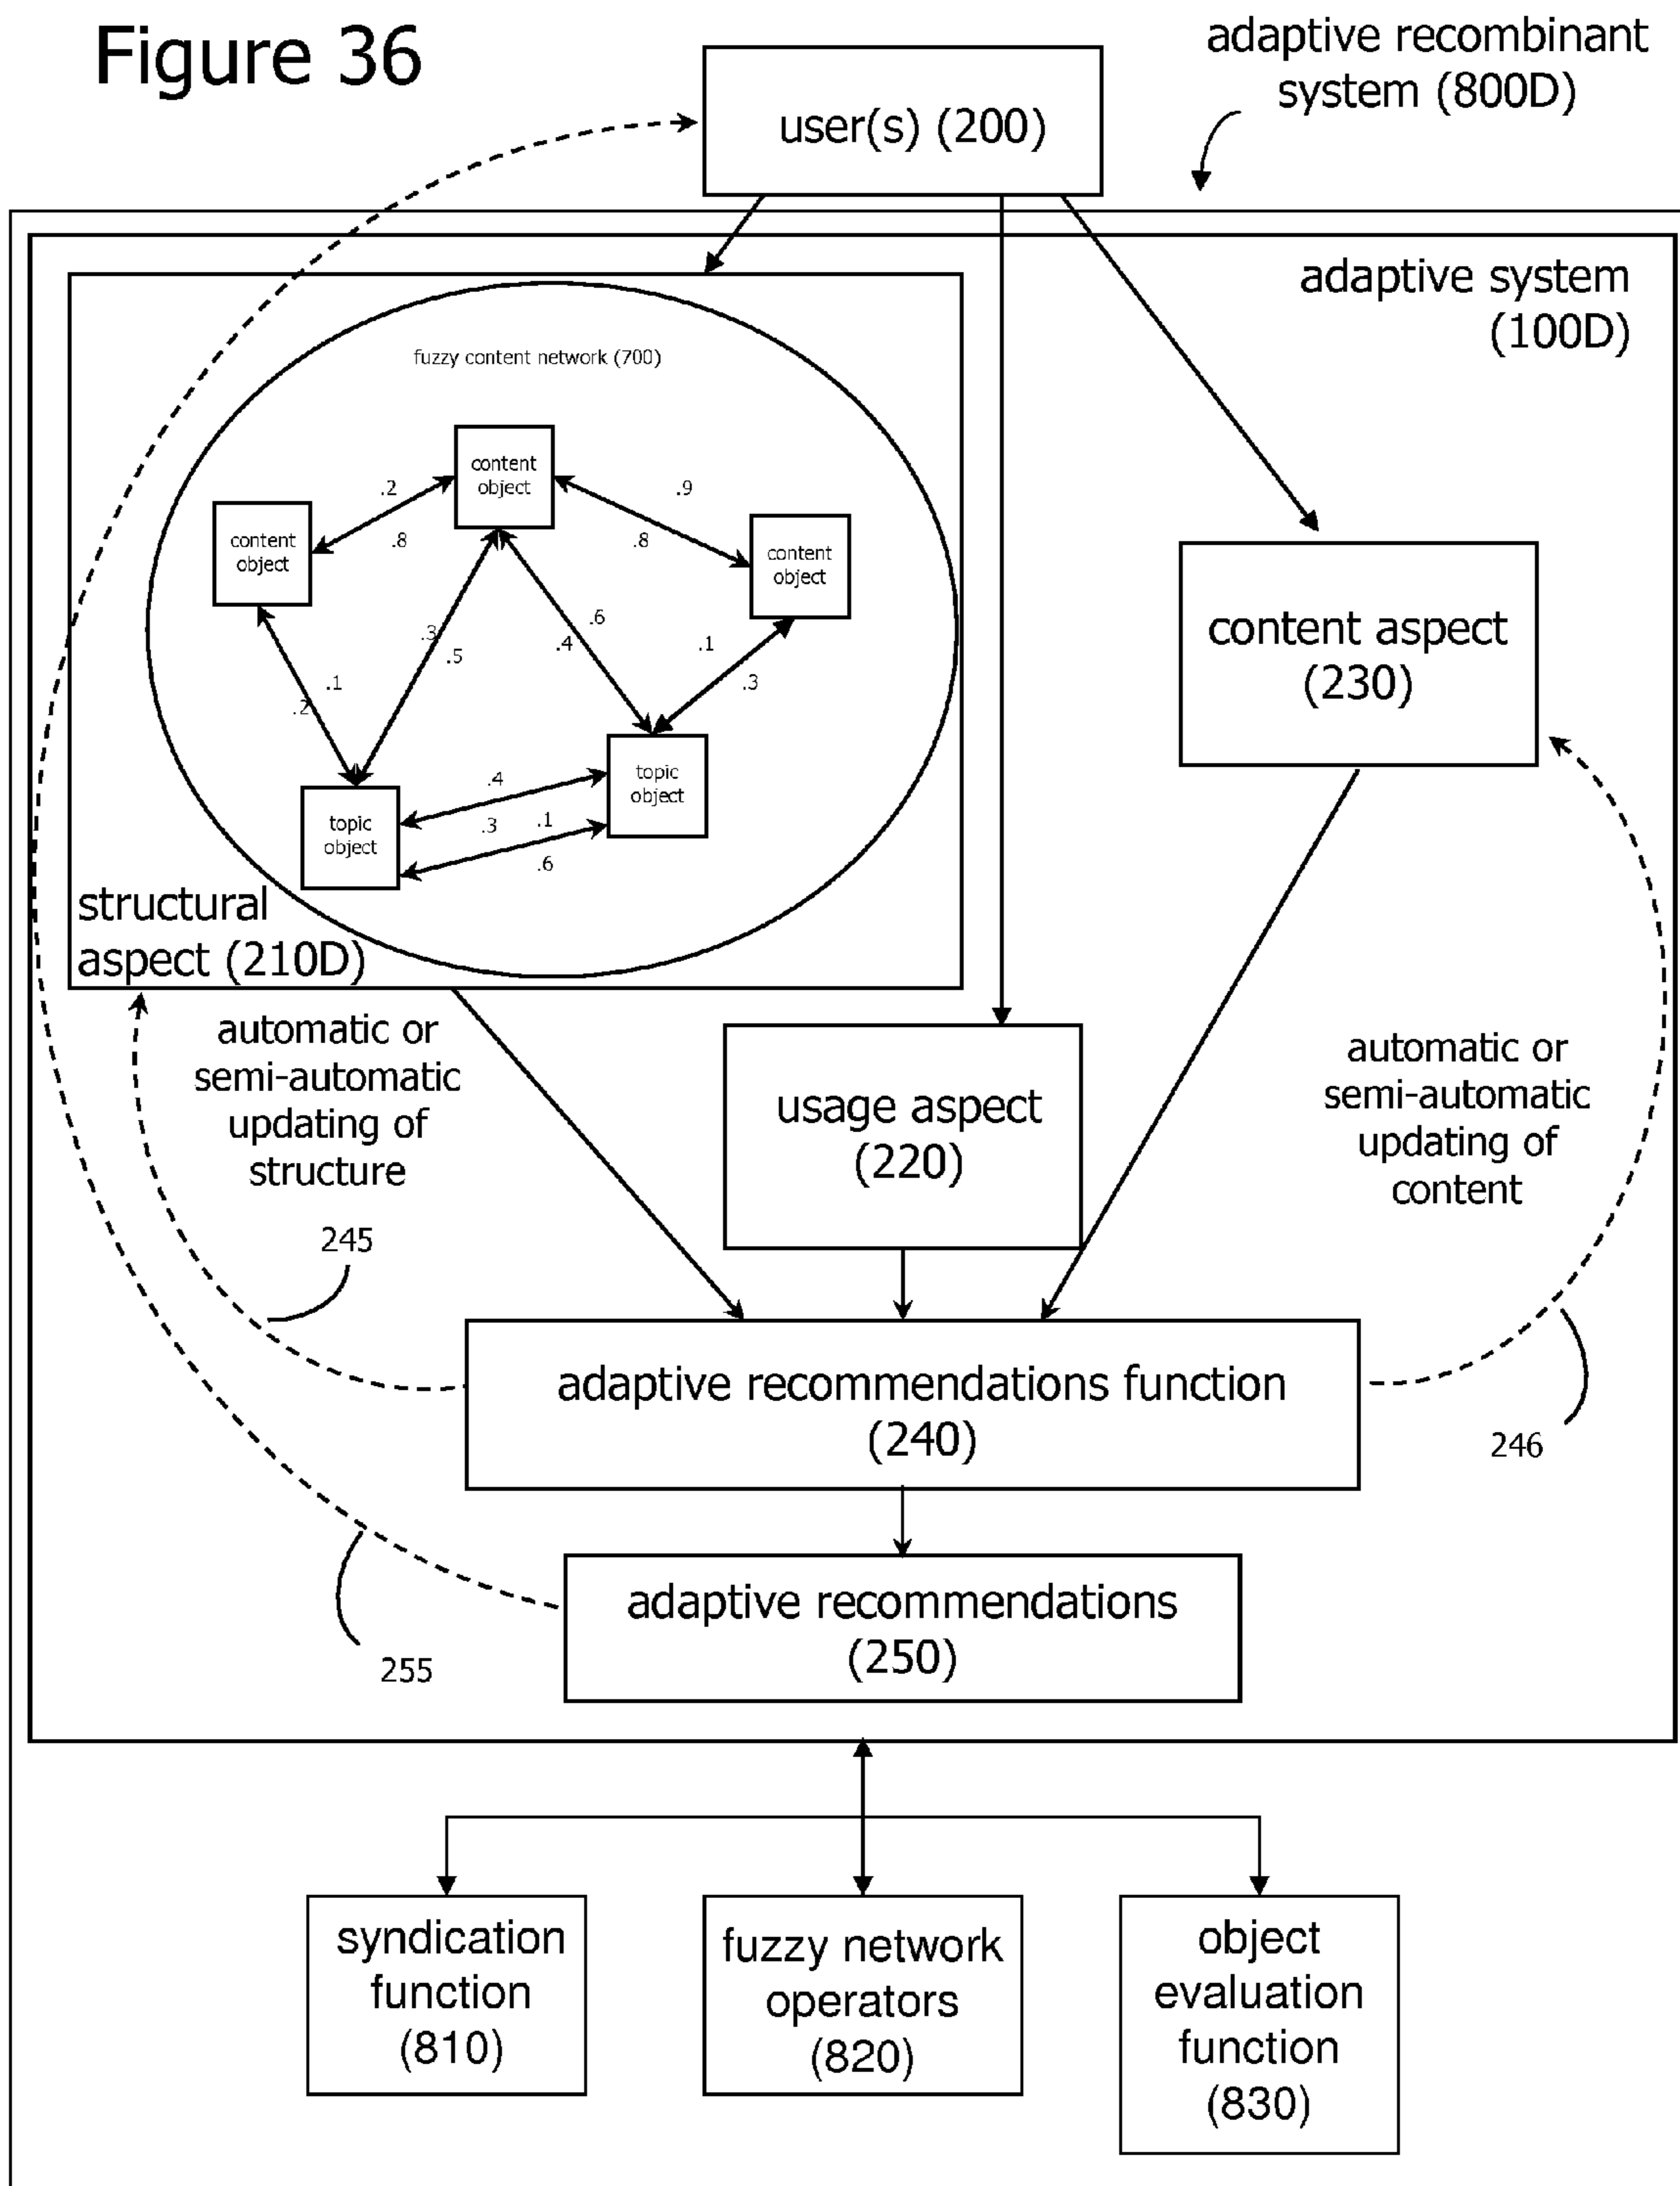 Figure 36
adaptive recombinant
system (800D)
user(s) (200)
adaptive system
(100D)
fuzzy content network (700)
content
object
content
object
content
object
.2
.8
.9
.8
.3
.5
.6
.4
.1
.3
.1
.2
topic
object
topic
object
.4
.3
.1
.6
structural
aspect (210D)
content aspect
(230)
automatic or
semi-automatic
updating of
structure
245
usage aspect
(220)
automatic or
semi-automatic
updating of
content
246
adaptive recommendations function
(240)
adaptive recommendations
(250)
255
syndication
function
(810)
fuzzy network
operators
(820)
object
evaluation
function
(830)